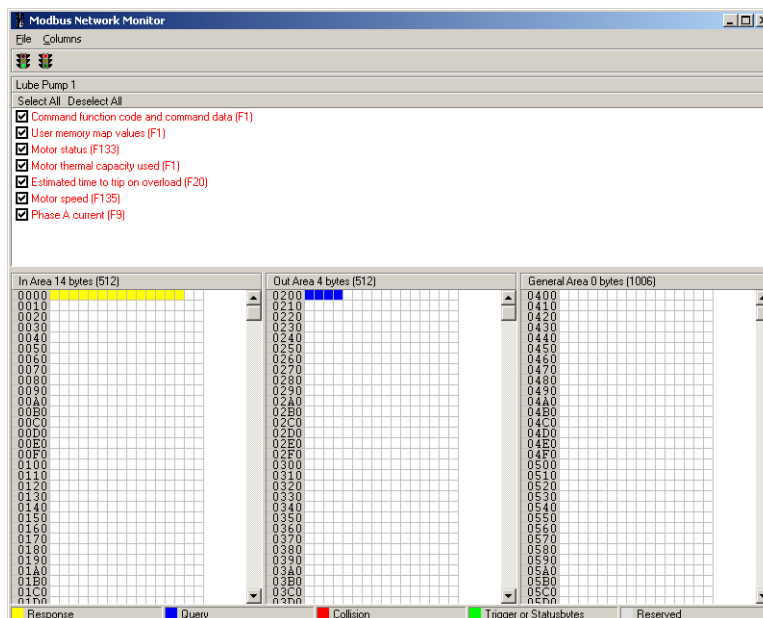 Modbus Network Monitor
File Columns
Lube Pump 1
Select All Deselect All
Command function code and command data (F1)
User memory map values (F1)
Motor status (F133)
Motor thermal capacity used (F1)
Estimated time to trip on overload (F20)
Motor speed (F135)
Phase A current (F9)
In Area 14 bytes (512)
0000
0010
0020
0030
0040
0050
0060
0070
0080
0090
00A0
00B0
00C0
00D0
00E0
00F0
0100
0110
0120
0130
0140
0150
0160
0170
0180
0190
01A0
01B0
01C0
01D0
Out Area 4 bytes (512)
0200
0210
0220
0230
0240
0250
0260
0270
0280
0290
02A0
02B0
02C0
02D0
02E0
02F0
0300
0310
0320
0330
0340
0350
0360
0370
0380
0390
03A0
03B0
03C0
03D0
General Area 0 bytes (1006)
0400
0410
0420
0430
0440
0450
0460
0470
0480
0490
04A0
04B0
04C0
04D0
04E0
04F0
0500
0510
0520
0530
0540
0550
0560
0570
0580
0590
05A0
05B0
05C0
05D0
Response Query Collision Trigger or Statusbytes Reserved